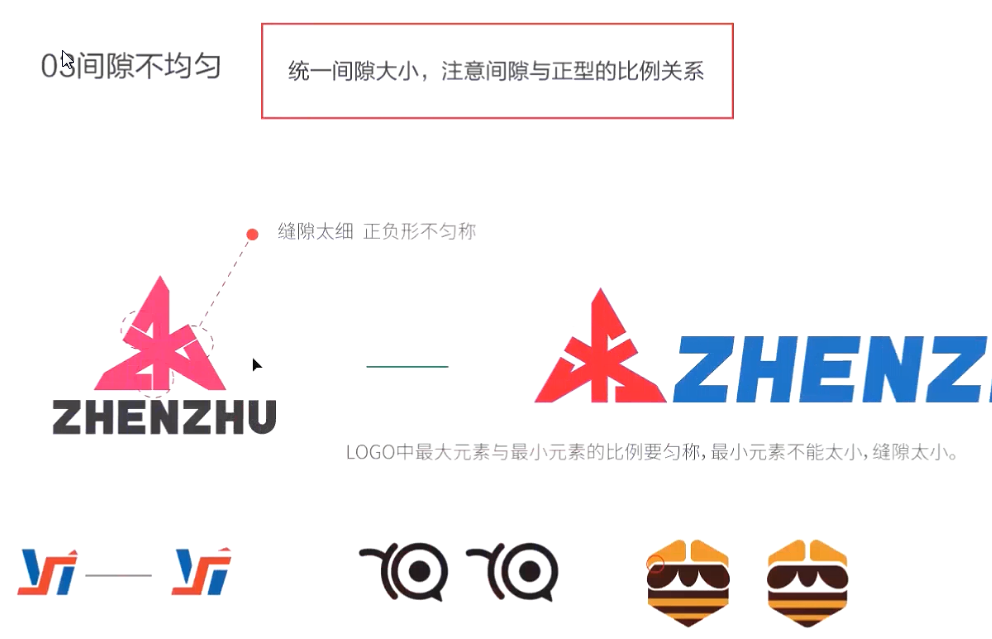 03间隙不均匀
统一间隙大小，注意间隙与正型的比例关系
缝隙太细 正负形不匀称
ZHENZHU
ZHENZ
LOGO中最大元素与最小元素的比例要匀称，最小元素不能太小，缝隙太小。